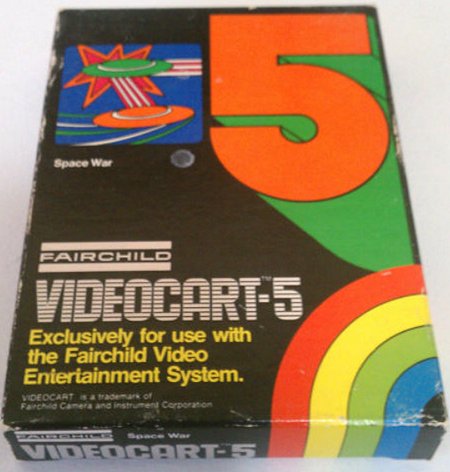 5
Space War
FAIRCHILD
VIDEOCART™-5
Exclusively for use with
the Fairchild Video
Entertainment System.
VIDEOCART is a trademark of
Fairchild Camera and Instrument Corporation
FAIRCHILD Space War
VIDEOCART-5